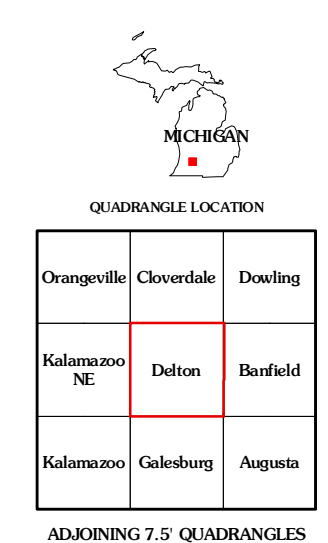 MICHIGAN
QUADRANGLE LOCATION
Orangeville Cloverdale Dowling
Kalamazoo NE Delton Banfield
Kalamazoo Galesburg Augusta
ADJOINING 7.5' QUADRANGLES